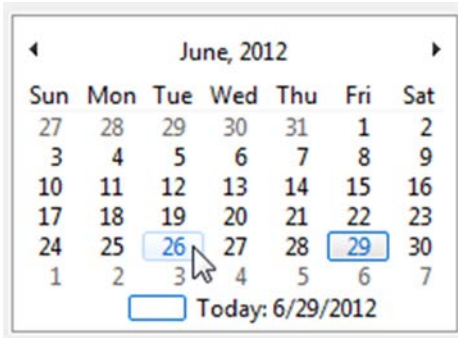 June, 2012
Sun Mon Tue Wed Thu Fri Sat
27 28 29 30 31 1 2
3 4 5 6 7 8 9
10 11 12 13 14 15 16
17 18 19 20 21 22 23
24 25 26 27 28 29 30
1 2 3 4 5 6 7
Today: 6/29/2012